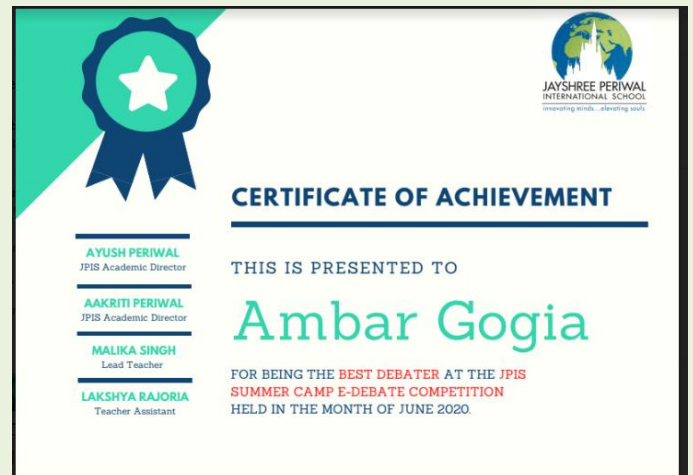 JAYSHREE PERIWAL
INTERNATIONAL SCHOOL
innovating minds...elevating souls
CERTIFICATE OF ACHIEVEMENT
AYUSH PERIWAL
JPIS Academic Director
AAKRITI PERIWAL
JPIS Academic Director
MALIKA SINGH
Lead Teacher
LAKSHYA RAJORIA
Teacher Assistant
THIS IS PRESENTED TO
Ambar Gogia
FOR BEING THE BEST DEBATER AT THE JPIS
SUMMER CAMP E-DEBATE COMPETITION
HELD IN THE MONTH OF JUNE 2020.